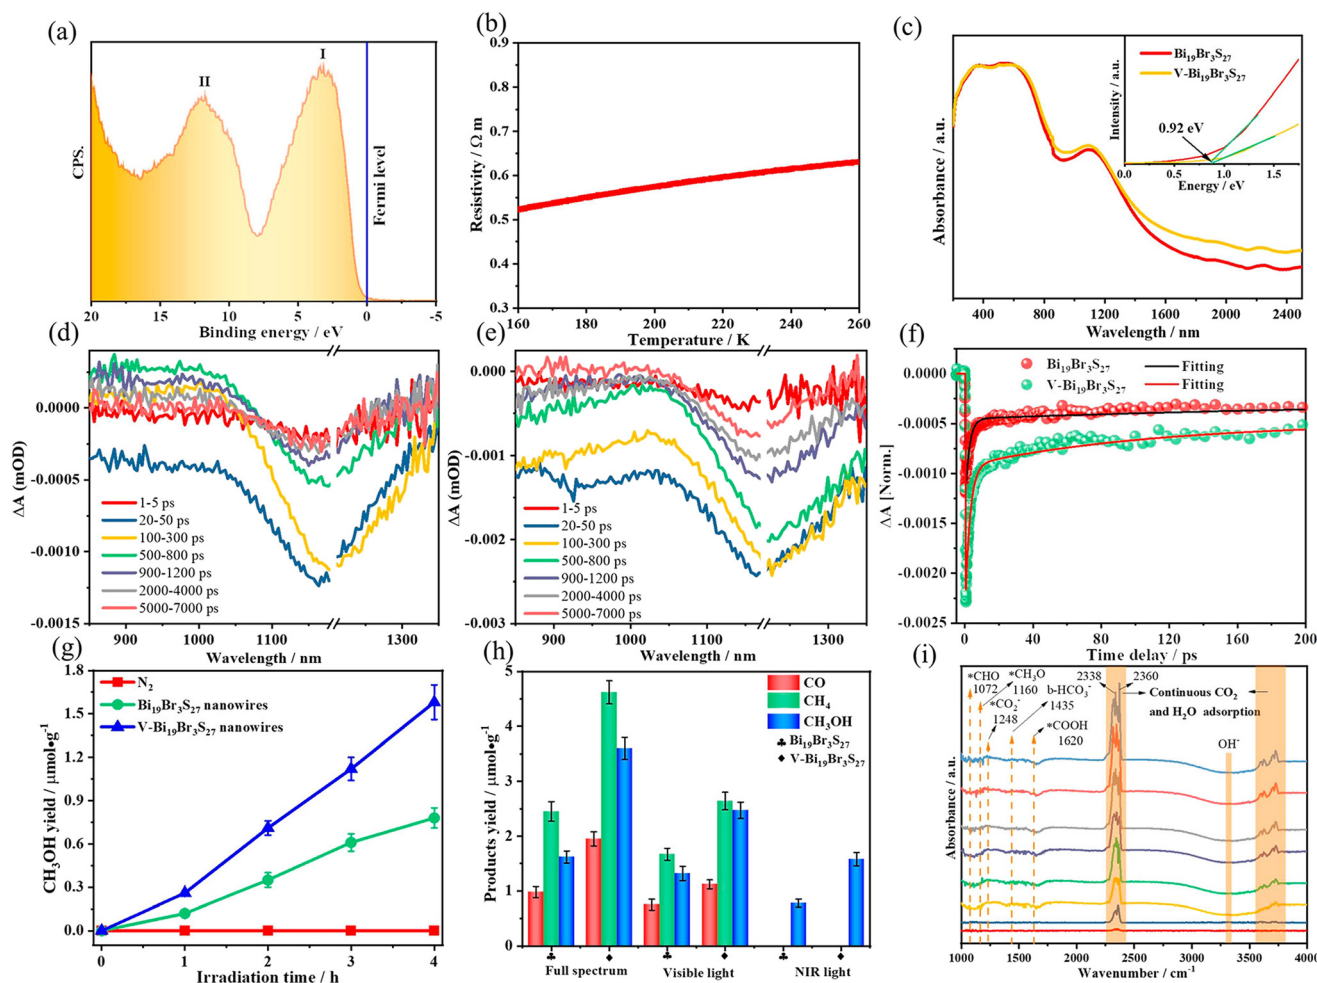 (a)
I
II
Fermi level
CPS.
20 15 10 5 0 -5
Binding energy / eV
(b)
0.9
0.8
0.7
0.6
0.5
0.4
0.3
Resistivity / Ω m
160 180 200 220 240 260
Temperature / K
(c)
Bi₁₉Br₃S₂₇
V-Bi₁₉Br₃S₂₇
0.92 eV
Intensity / a.u.
0.0 0.5 1.0 1.5
Energy / eV
Absorbance / a.u.
400 800 1200 1600 2000 2400
Wavelength / nm
(d)
0.0000
-0.0005
-0.0010
-0.0015
ΔA (mOD)
1-5 ps
20-50 ps
100-300 ps
500-800 ps
900-1200 ps
2000-4000 ps
5000-7000 ps
900 1000 1100 1300
Wavelength / nm
(e)
0.000
-0.001
-0.002
-0.003
ΔA (mOD)
1-5 ps
20-50 ps
100-300 ps
500-800 ps
900-1200 ps
2000-4000 ps
5000-7000 ps
900 1000 1100 1300
Wavelength / nm
(f)
0.0000
-0.0005
-0.0010
-0.0015
-0.0020
-0.0025
ΔA [Norm.]
Bi₁₉Br₃S₂₇ Fitting
V-Bi₁₉Br₃S₂₇ Fitting
0 40 80 120 160 200
Time delay / ps
(g)
1.8
1.5
1.2
0.9
0.6
0.3
0.0
CH₃OH yield / μmol•g⁻¹
N₂
Bi₁₉Br₃S₂₇ nanowires
V-Bi₁₉Br₃S₂₇ nanowires
0 1 2 3 4
Irradiation time / h
(h)
5
4
3
2
1
0
Products yield / μmol•g⁻¹
CO
CH₄
CH₃OH
♣ Bi₁₉Br₃S₂₇
♦ V-Bi₁₉Br₃S₂₇
♣ ♦ ♣ ♦ ♣ ♦
Full spectrum Visible light NIR light
(i)
*CHO
1072
*CH₃O
1160
*CO₂⁻
1248
b-HCO₃⁻
1435
*COOH
1620
2338 2360
Continuous CO₂
and H₂O adsorption
OH⁻
Absorbance / a.u.
1000 1500 2000 2500 3000 3500 4000
Wavenumber / cm⁻¹